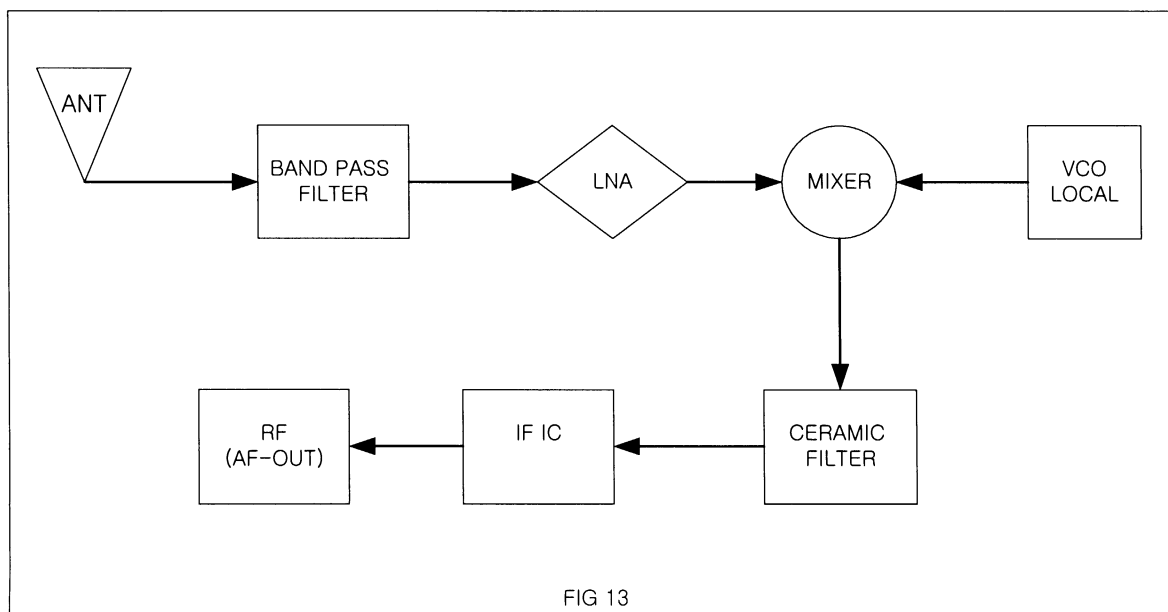 ANT
BAND PASS
FILTER
LNA
MIXER
VCO
LOCAL
RF
(AF-OUT)
IF IC
CERAMIC
FILTER
FIG 13